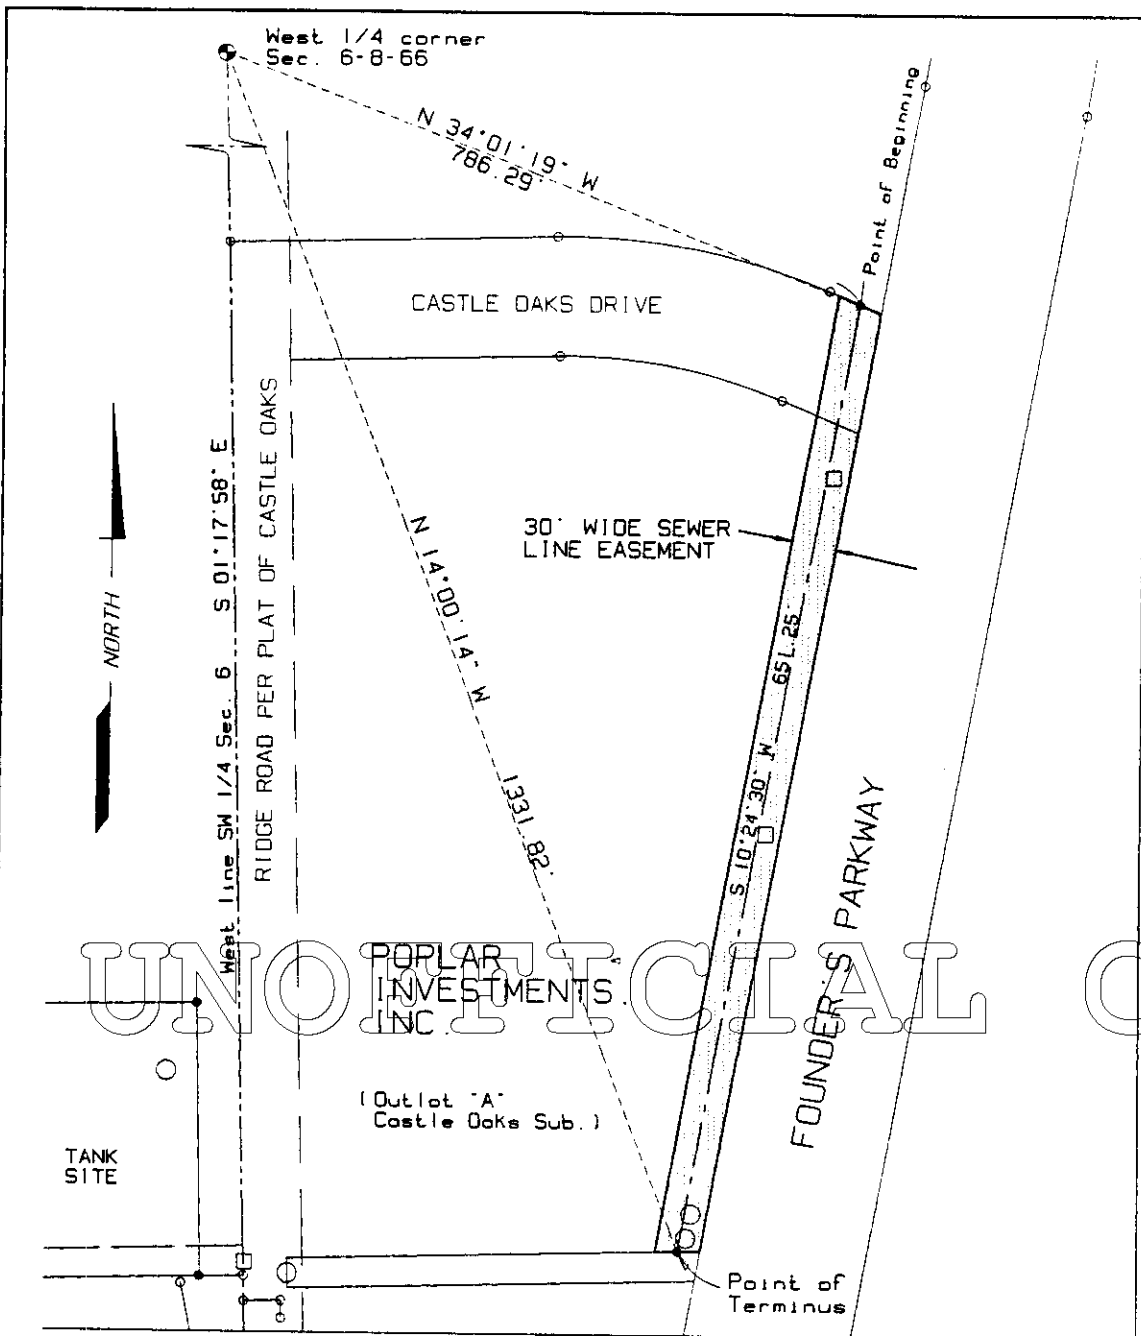 West 1/4 corner
Sec. 6-8-66
N 34°01'19" W
786.29'
Point of Beginning
CASTLE OAKS DRIVE
West line SW 1/4 Sec. 6 S 01°17'58" E
RIDGE ROAD PER PLAT OF CASTLE OAKS
NORTH
30' WIDE SEWER
LINE EASEMENT
N 14°00'14" W
1331.82'
S 10°24'30" W 651.25'
FOUNDER'S PARKWAY
UNOFFICIAL C
POPLAR
INVESTMENTS
INC.
(Outlot "A"
Castle Oaks Sub.)
TANK
SITE
Point of
Terminus